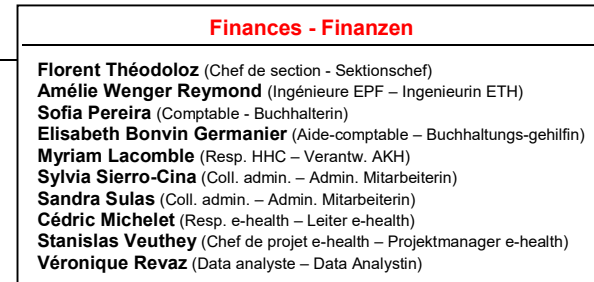 Finances - Finanzen
Florent Théodoloz (Chef de section - Sektionschef)
Amélie Wenger Reymond (Ingénieure EPF – Ingenieurin ETH)
Sofia Pereira (Comptable - Buchhalterin)
Elisabeth Bonvin Germanier (Aide-comptable – Buchhaltungs-gehilfin)
Myriam Lacomble (Resp. HHC – Verantw. AKH)
Sylvia Sierro-Cina (Coll. admin. – Admin. Mitarbeiterin)
Sandra Sulas (Coll. admin. – Admin. Mitarbeiterin)
Cédric Michelet (Resp. e-health – Leiter e-health)
Stanislas Veuthey (Chef de projet e-health – Projektmanager e-health)
Véronique Revaz (Data analyste – Data Analystin)